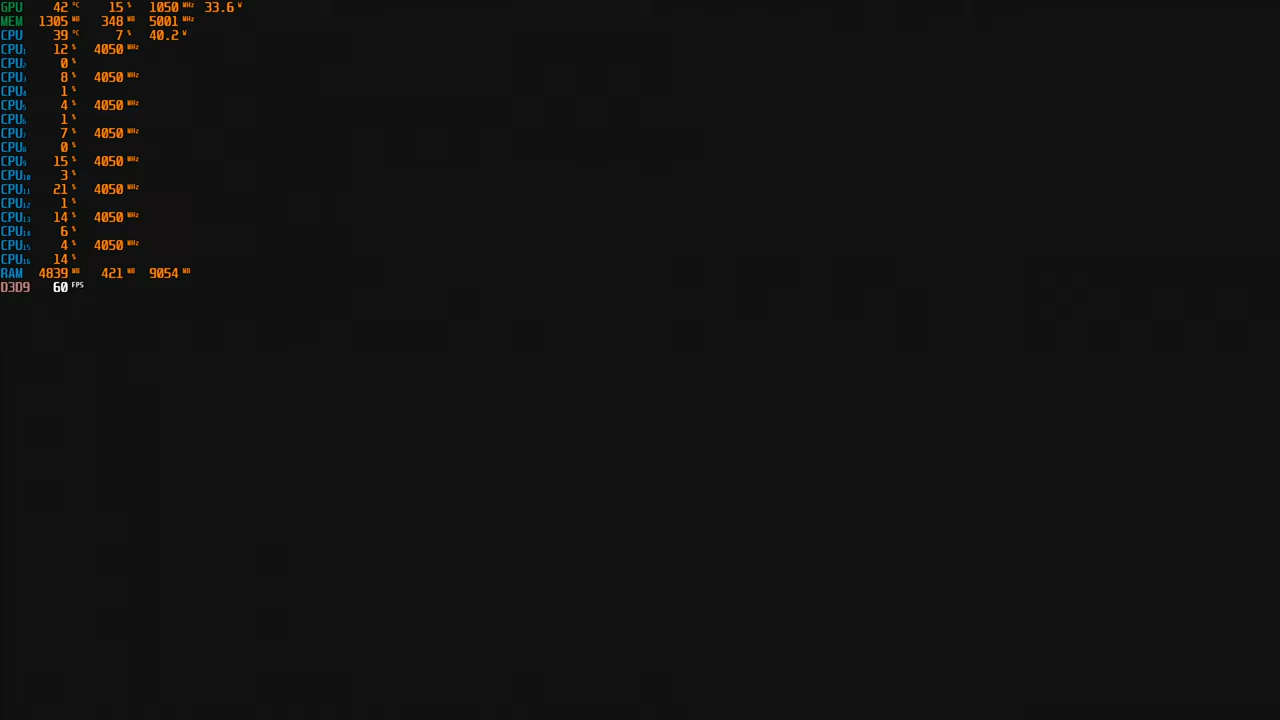 GPU 42 °C 15 % 1050 MHz 33.6 W
MEM 1305 MB 348 MB 5001 MHz
CPU 39 °C 7 % 40.2 W
CPU1 12 % 4050 MHz
CPU2 0 %
CPU3 8 % 4050 MHz
CPU4 1 %
CPU5 4 % 4050 MHz
CPU6 1 %
CPU7 7 % 4050 MHz
CPU8 0 %
CPU9 15 % 4050 MHz
CPU10 3 %
CPU11 21 % 4050 MHz
CPU12 1 %
CPU13 14 % 4050 MHz
CPU14 6 %
CPU15 4 % 4050 MHz
CPU16 14 %
RAM 4839 MB 421 MB 9054 MB
D3D9 60 FPS